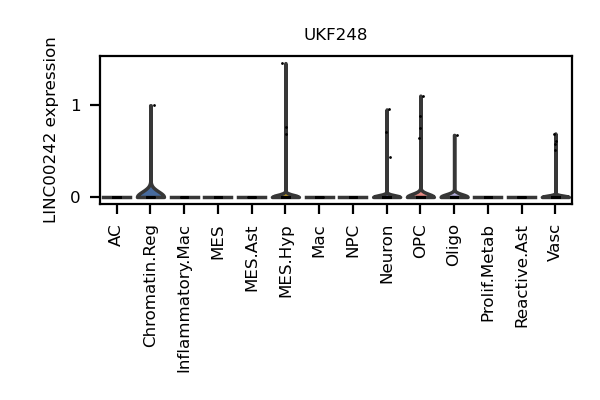 UKF248
LINC00242 expression
1
0
AC
Chromatin.Reg
Inflammatory.Mac
MES
MES.Ast
MES.Hyp
Mac
NPC
Neuron
OPC
Oligo
Prolif.Metab
Reactive.Ast
Vasc